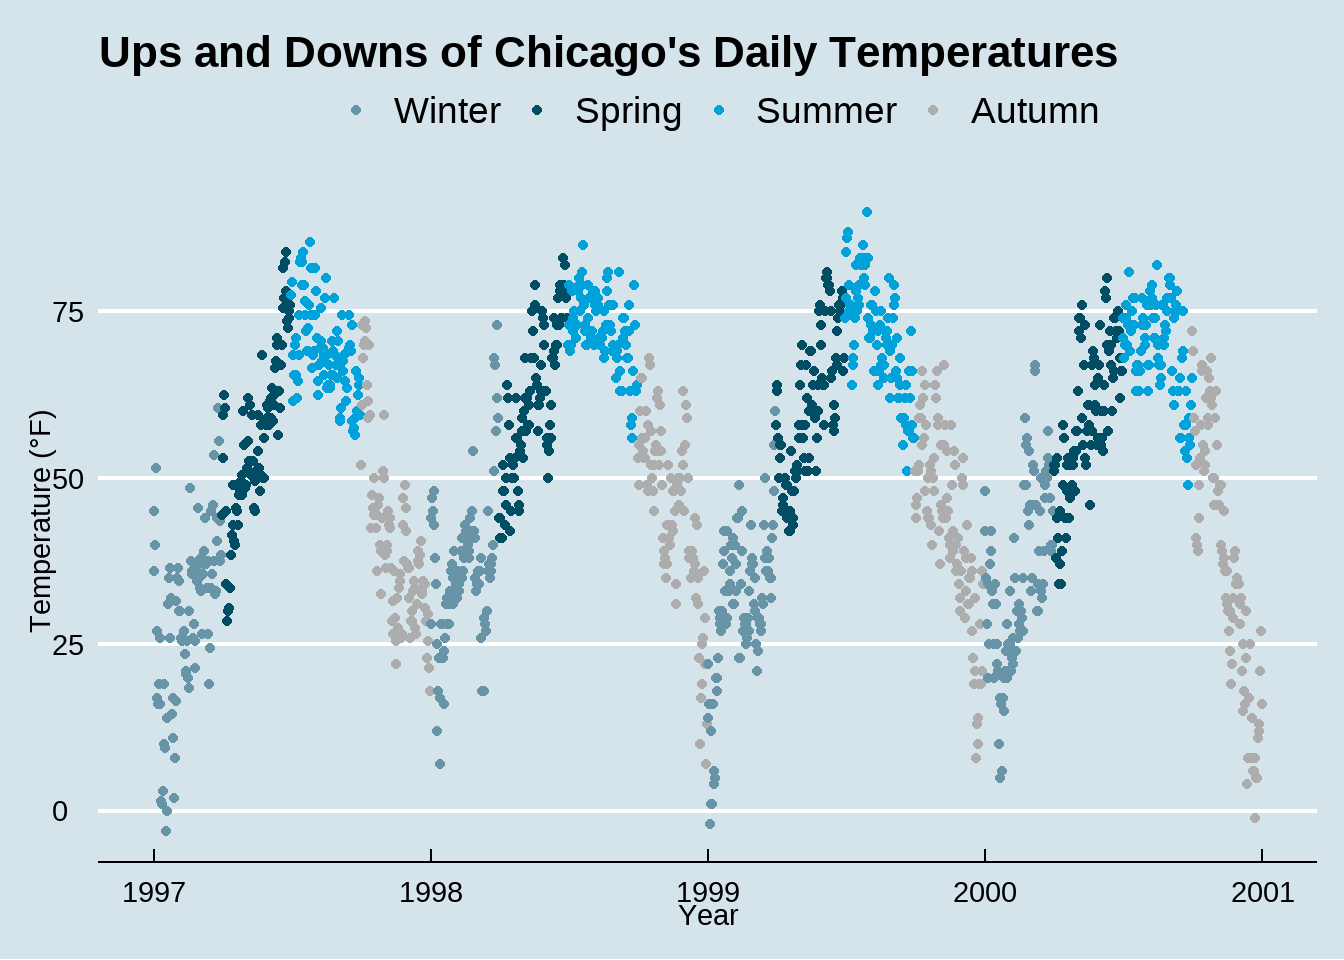 Ups and Downs of Chicago's Daily Temperatures
Winter Spring Summer Autumn
Temperature (°F)
75
50
25
0
1997 1998 1999 2000 2001
Year